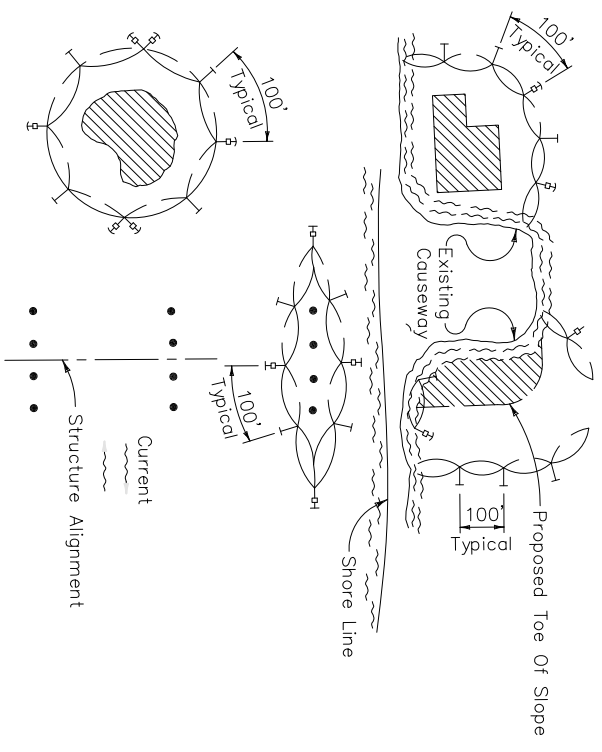 100'
Typical
100'
Typical
Existing
Causeway
100'
Typical
100'
Typical
Proposed Toe Of Slope
Shore Line
Current
Structure Alignment